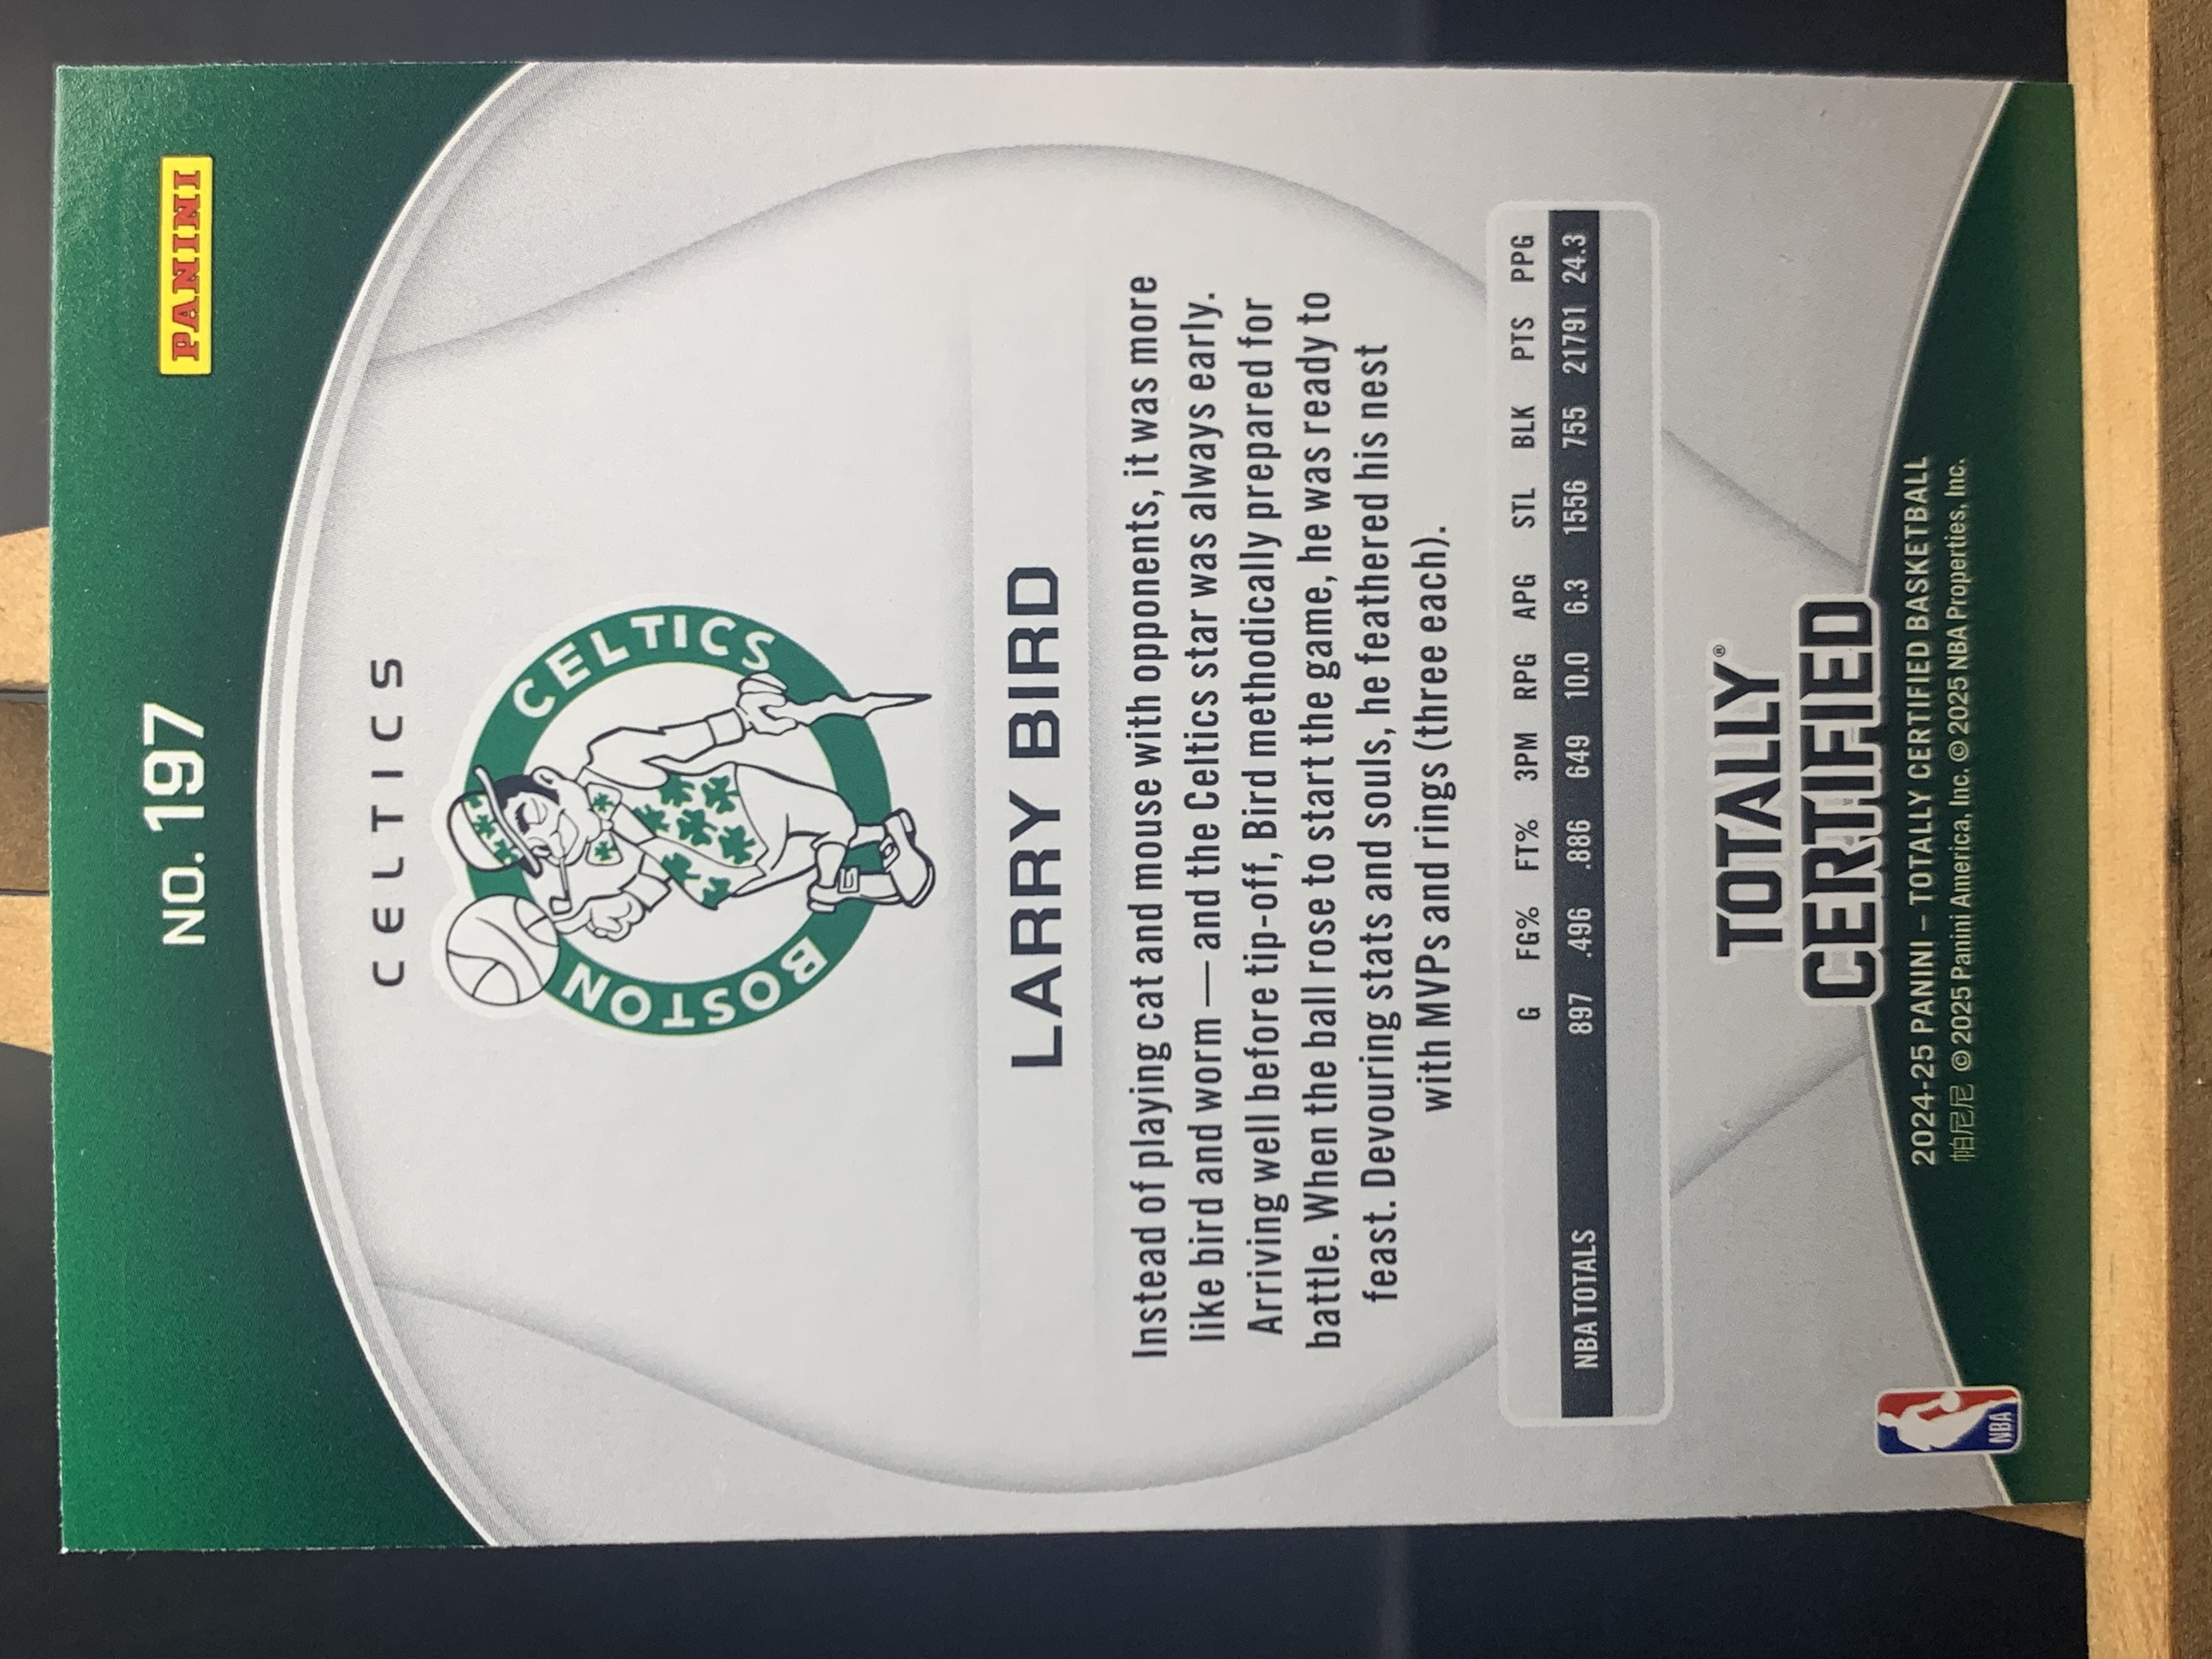 NO. 197
PANINI
CELTICS
BOSTON CELTICS
LARRY BIRD
Instead of playing cat and mouse with opponents, it was more
like bird and worm — and the Celtics star was always early.
Arriving well before tip-off, Bird methodically prepared for
battle. When the ball rose to start the game, he was ready to
feast. Devouring stats and souls, he feathered his nest
with MVPs and rings (three each).
G FG% FT% 3PM RPG APG STL BLK PTS PPG
NBA TOTALS 897 .496 .886 649 10.0 6.3 1556 755 21791 24.3
TOTALLY®
CERTIFIED
2024-25 PANINI – TOTALLY CERTIFIED BASKETBALL
帕尼尼 © 2025 Panini America, Inc. © 2025 NBA Properties, Inc.
NBA